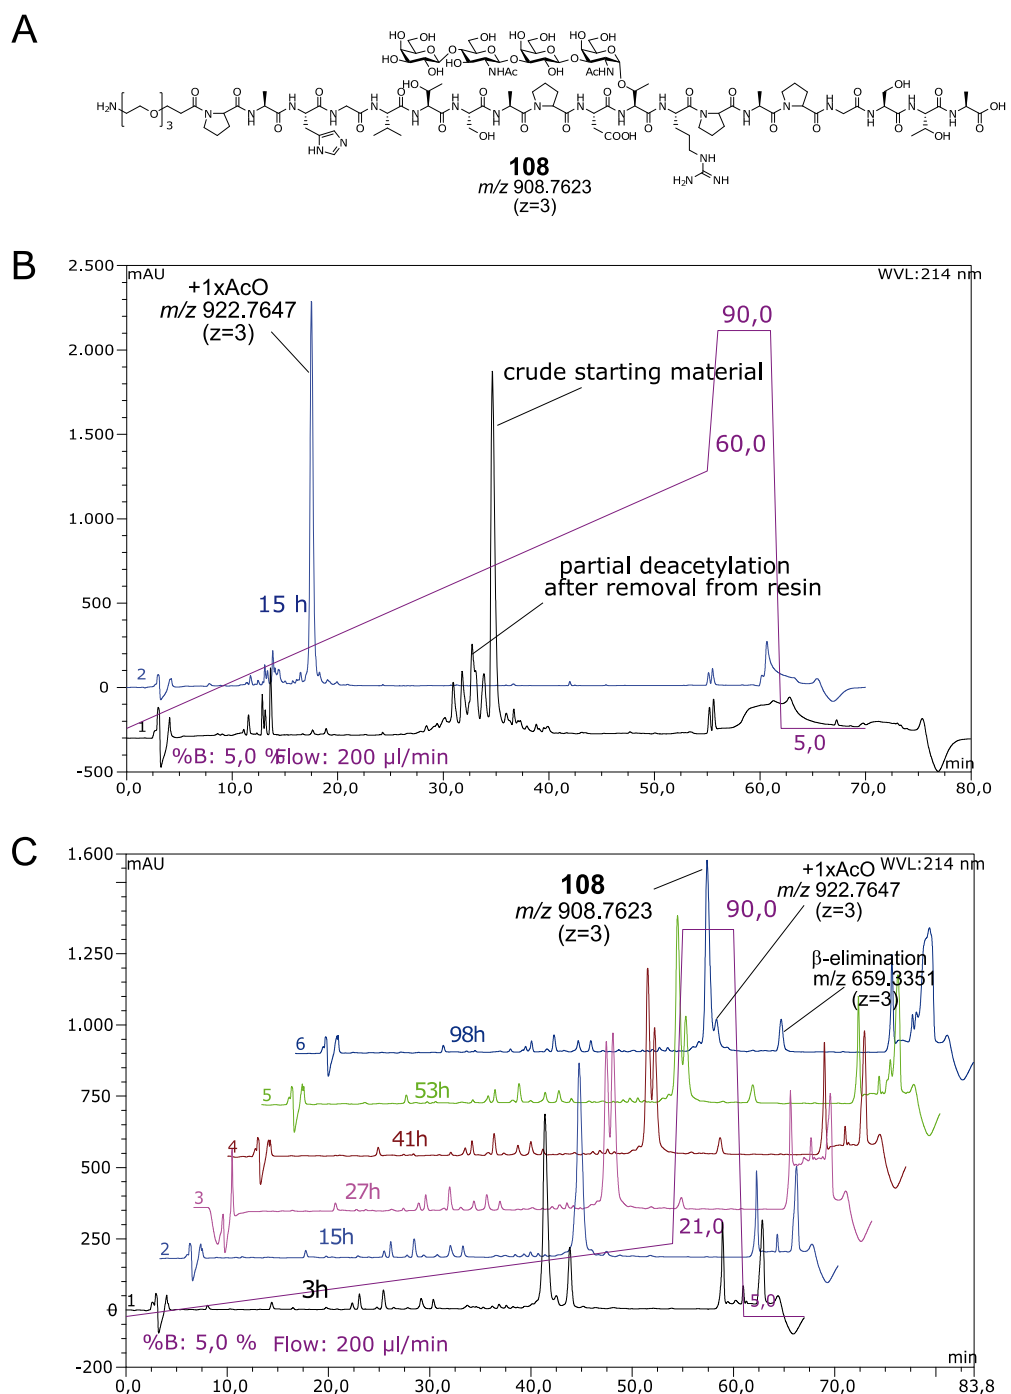 A
OH OH OH OH OH OH OH OH
HO O O O O O O O
OH HO NHAc OH AcHN
HO O
H₂N O 3 O N O H N O N H O H N O N H O H N O N H O N O H N COOH O N H O H N O N O H N O N O H N O N H OH O H N O OH
HN N OH OH
NH
H₂N NH
108
m/z 908.7623
(z=3)
B
2.500 mAU WVL:214 nm
+1xAcO
m/z 922.7647
(z=3)
90,0
2.000
crude starting material
1.500
60,0
1.000
partial deacetylation
after removal from resin
500
15 h
2
0
1
%B: 5,0 % Flow: 200 µl/min
5,0
-500 min
0,0 10,0 20,0 30,0 40,0 50,0 60,0 70,0 80,0
C
1.600 mAU WVL:214 nm
108
m/z 908.7623
(z=3)
+1xAcO
m/z 922.7647
(z=3)
90,0
1.250
β-elimination
m/z 659.3351
(z=3)
1.000
6 98h
750
5 53h
500
4 41h
3 27h
250
2 15h
21,0
0 1 3h
5,0
%B: 5,0 % Flow: 200 µl/min
-200 min
0,0 10,0 20,0 30,0 40,0 50,0 60,0 70,0 83,8